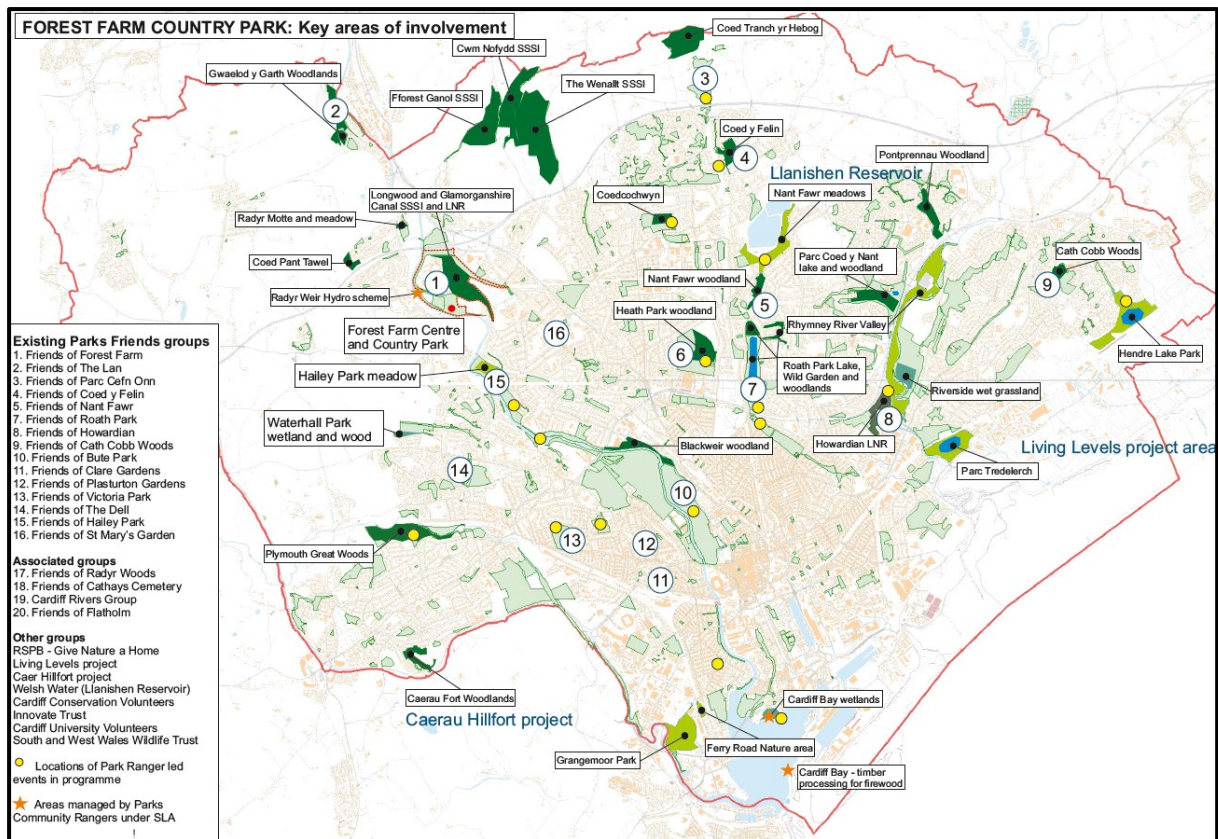 FOREST FARM COUNTRY PARK: Key areas of involvement
Coed Tranch yr Hebog
Cwm Nofydd SSSI
Gwaelod y Garth Woodlands
The Wenallt SSSI
Fforest Ganol SSSI
3
2
Coed y Felin
4
Pontprennau Woodland
Llanishen Reservoir
Nant Fawr meadows
Longwood and Glamorganshire
Canal SSSI and LNR
Coedcochwyn
Radyr Motte and meadow
Parc Coed y Nant
lake and woodland
Cath Cobb Woods
Coed Pant Tawel
Nant Fawr woodland
1
9
Radyr Weir Hydro scheme
5
Heath Park woodland
Rhymney River Valley
Forest Farm Centre
and Country Park
16
6
Hendre Lake Park
Roath Park Lake,
Wild Garden and
woodlands
Hailey Park meadow
15
7
Riverside wet grassland
8
Waterhall Park
wetland and wood
Blackweir woodland
Howardian LNR
Living Levels project area
Parc Tredelerch
14
10
Plymouth Great Woods
13
12
11
Caerau Fort Woodlands
Caerau Hillfort project
Cardiff Bay wetlands
Ferry Road Nature area
Grangemoor Park
Cardiff Bay - timber
processing for firewood
Existing Parks Friends groups
1. Friends of Forest Farm
2. Friends of The Lan
3. Friends of Parc Cefn Onn
4. Friends of Coed y Felin
5. Friends of Nant Fawr
7. Friends of Roath Park
8. Friends of Howardian
9. Friends of Cath Cobb Woods
10. Friends of Bute Park
11. Friends of Clare Gardens
12. Friends of Plasturton Gardens
13. Friends of Victoria Park
14. Friends of The Dell
15. Friends of Hailey Park
16. Friends of St Mary's Garden
Associated groups
17. Friends of Radyr Woods
18. Friends of Cathays Cemetery
19. Cardiff Rivers Group
20. Friends of Flatholm
Other groups
RSPB - Give Nature a Home
Living Levels project
Caer Hillfort project
Welsh Water (Llanishen Reservoir)
Cardiff Conservation Volunteers
Innovate Trust
Cardiff University Volunteers
South and West Wales Wildlife Trust
Locations of Park Ranger led
events in programme
Areas managed by Parks
Community Rangers under SLA